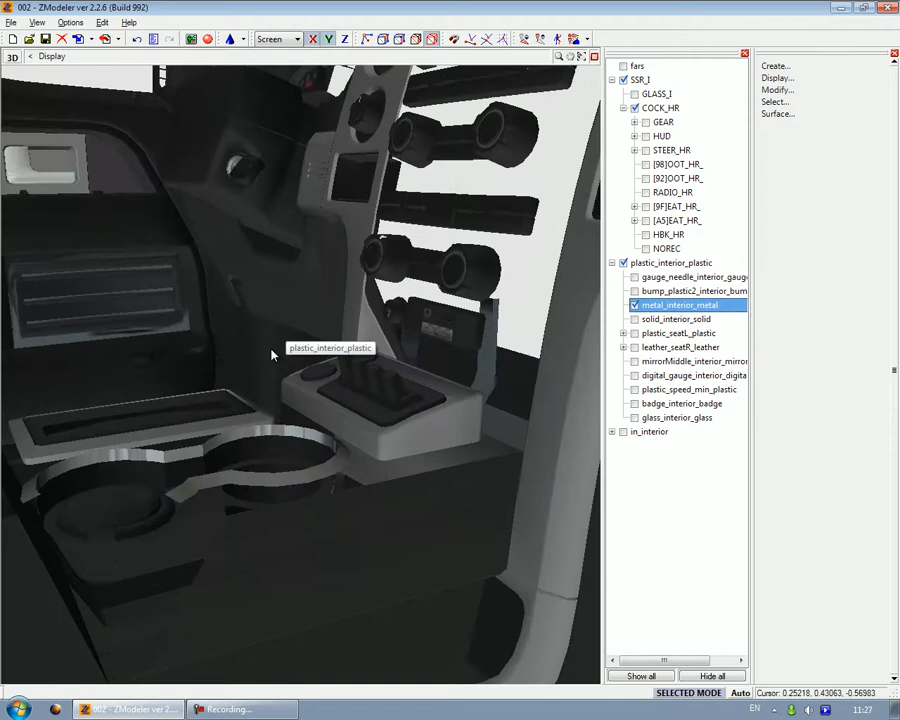 002 - ZModeler ver 2.2.6 (Build 992)
File View Options Edit Help
Screen X Y Z
3D < Display
plastic_interior_plastic
fars
SSR_I
GLASS_I
COCK_HR
GEAR
HUD
STEER_HR
[98]OOT_HR_
[92]OOT_HR_
RADIO_HR
[9F]EAT_HR_
[A5]EAT_HR_
HBK_HR
NOREC
plastic_interior_plastic
gauge_needle_interior_gaug
bump_plastic2_interior_bum
metal_interior_metal
solid_interior_solid
plastic_seatL_plastic
leather_seatR_leather
mirrorMiddle_interior_mirror
digital_gauge_interior_digita
plastic_speed_min_plastic
badge_interior_badge
glass_interior_glass
in_interior
Show all Hide all
Create...
Display...
Modify...
Select...
Surface...
SELECTED MODE Auto Cursor: 0.25218, 0.43063, -0.56983
002 - ZModeler ver 2.... Recording... EN 11:27